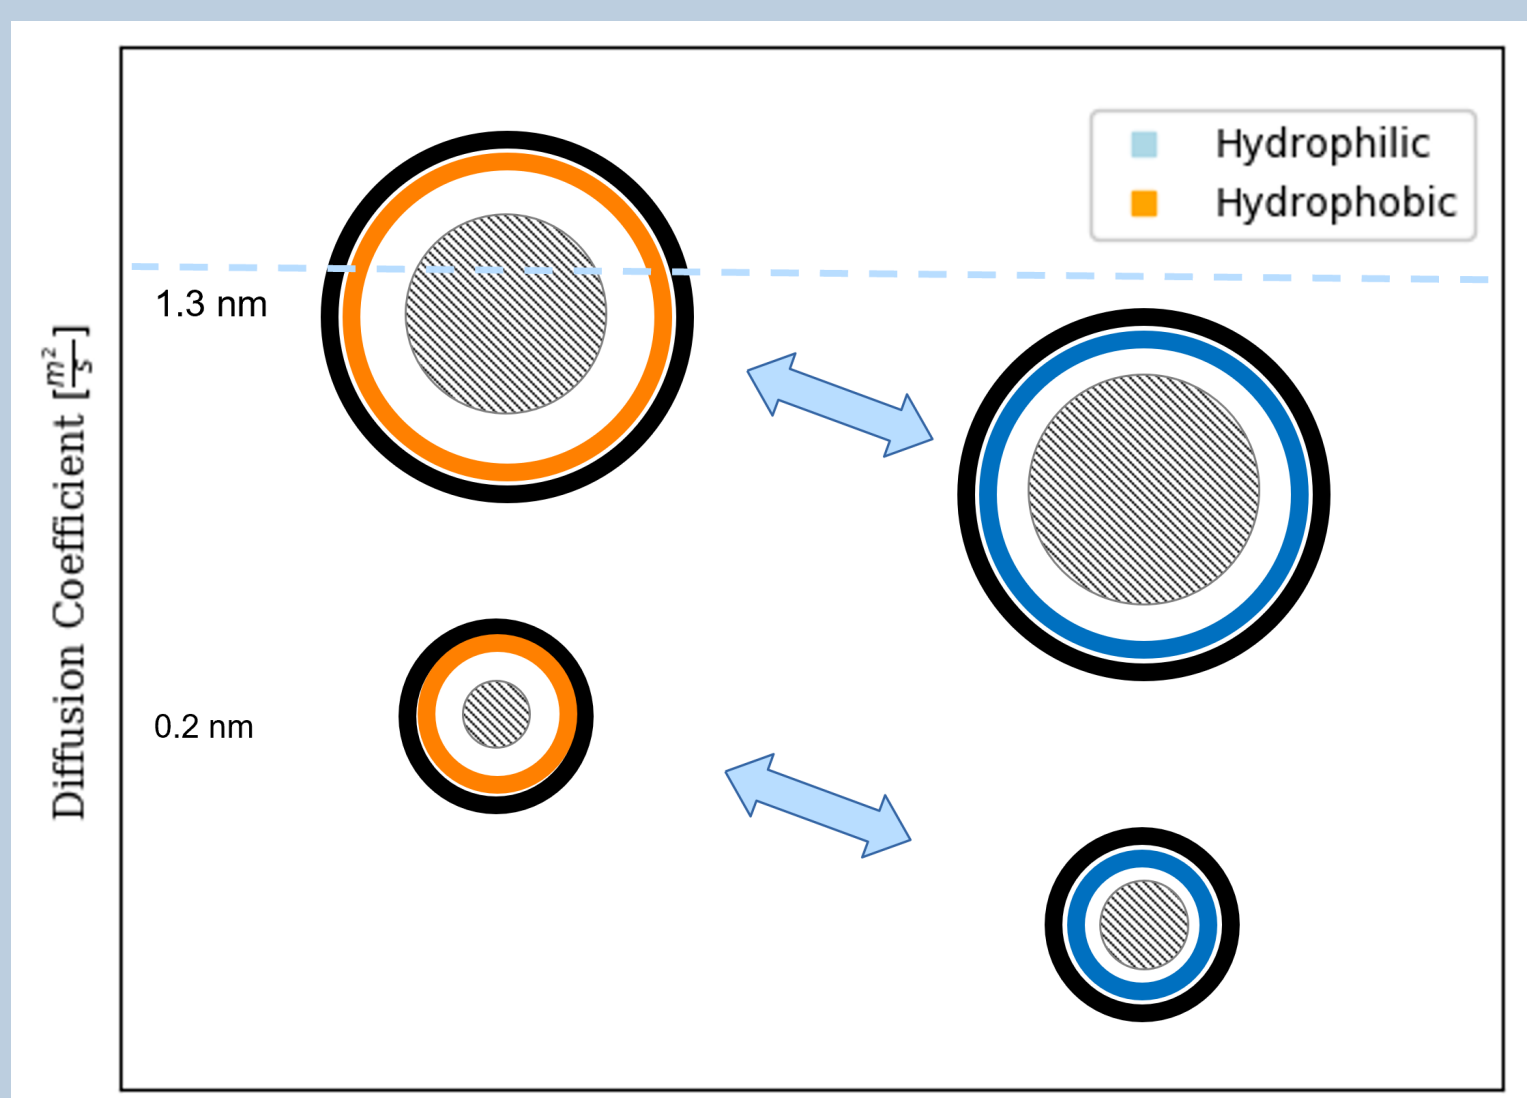 Hydrophilic
Hydrophobic
1.3 nm
Diffusion Coefficient [m²/s]
0.2 nm